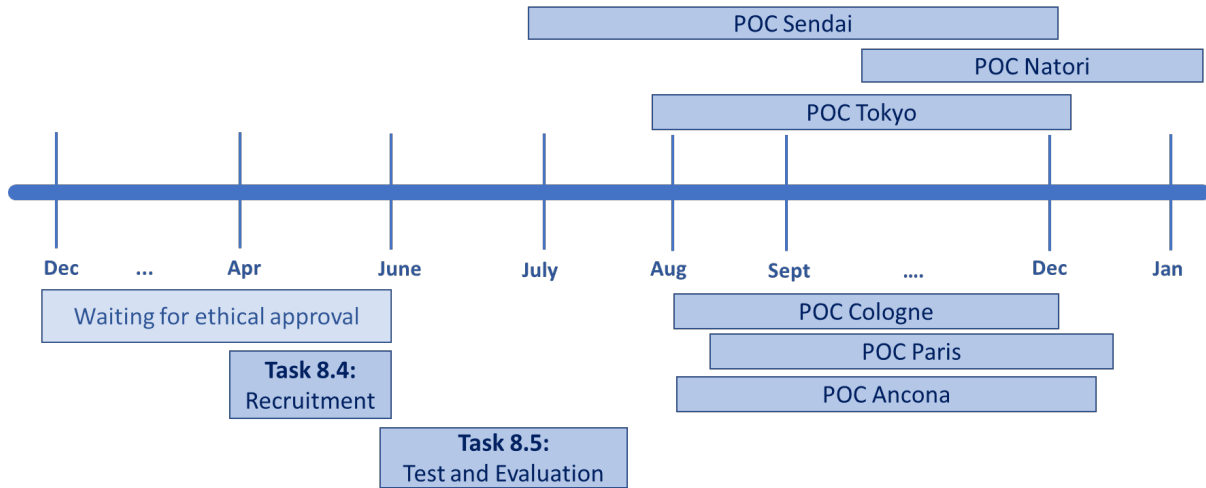 POC Sendai
POC Natori
POC Tokyo
Dec ... Apr June July Aug Sept .... Dec Jan
Waiting for ethical approval
POC Cologne
POC Paris
Task 8.4:
Recruitment
POC Ancona
Task 8.5:
Test and Evaluation